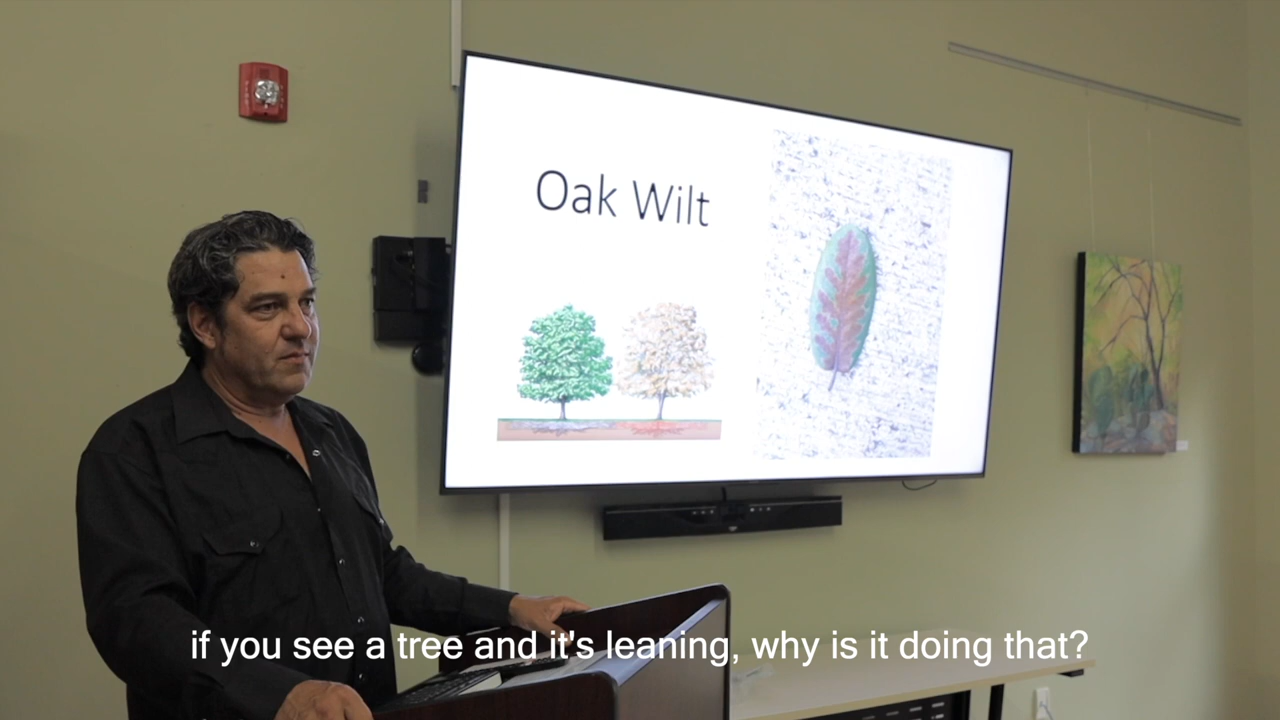 Oak Wilt
if you see a tree and it's leaning, why is it doing that?